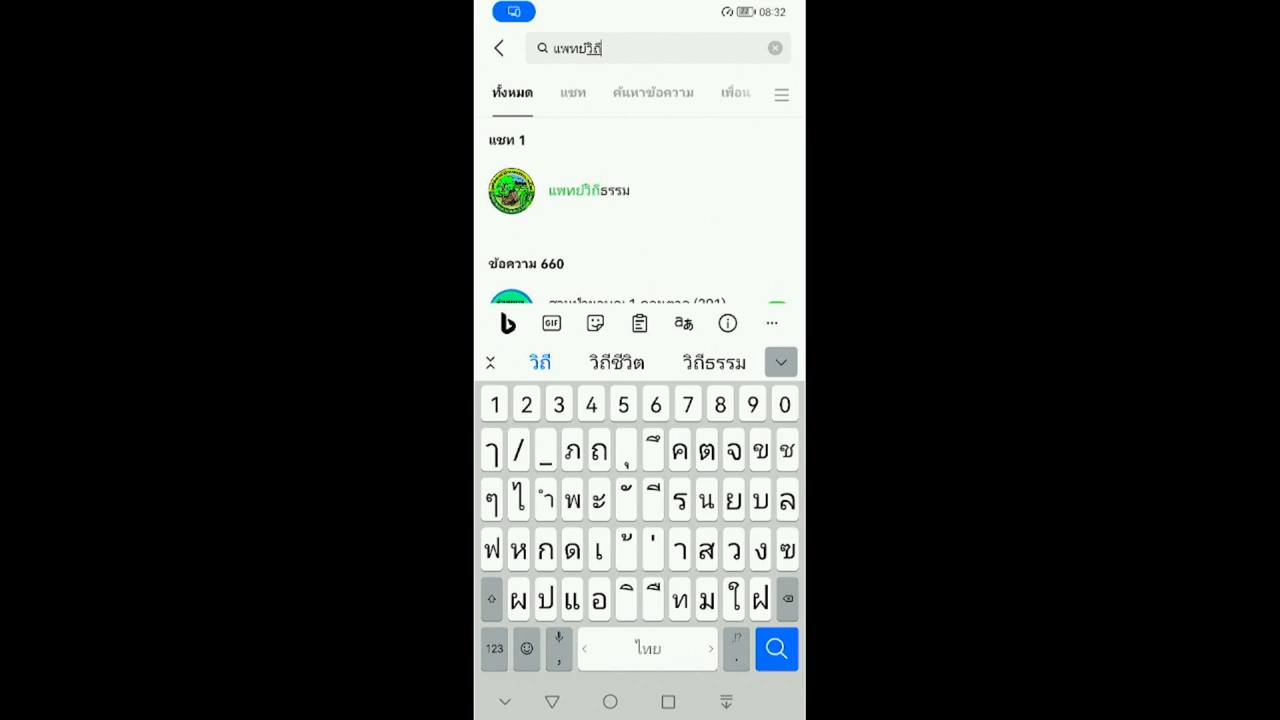 22 08:32
แพทย์วิถี
ทั้งหมด แชท ค้นหาข้อความ เพื่อน
แชท 1
แพทย์วิถีธรรม
ข้อความ 660
GIF
วิถี วิถีชีวิต วิถีธรรม
1 2 3 4 5 6 7 8 9 0
ๅ / _ ภ ถ ุ ึ ค ต จ ข ช
ๆ ไ ำ พ ะ ั ี ร น ย บ ล
ฟ ห ก ด เ ้ ่ า ส ว ง ฃ
ผ ป แ อ ิ ื ท ม ใ ฝ
123 , ไทย .!? .